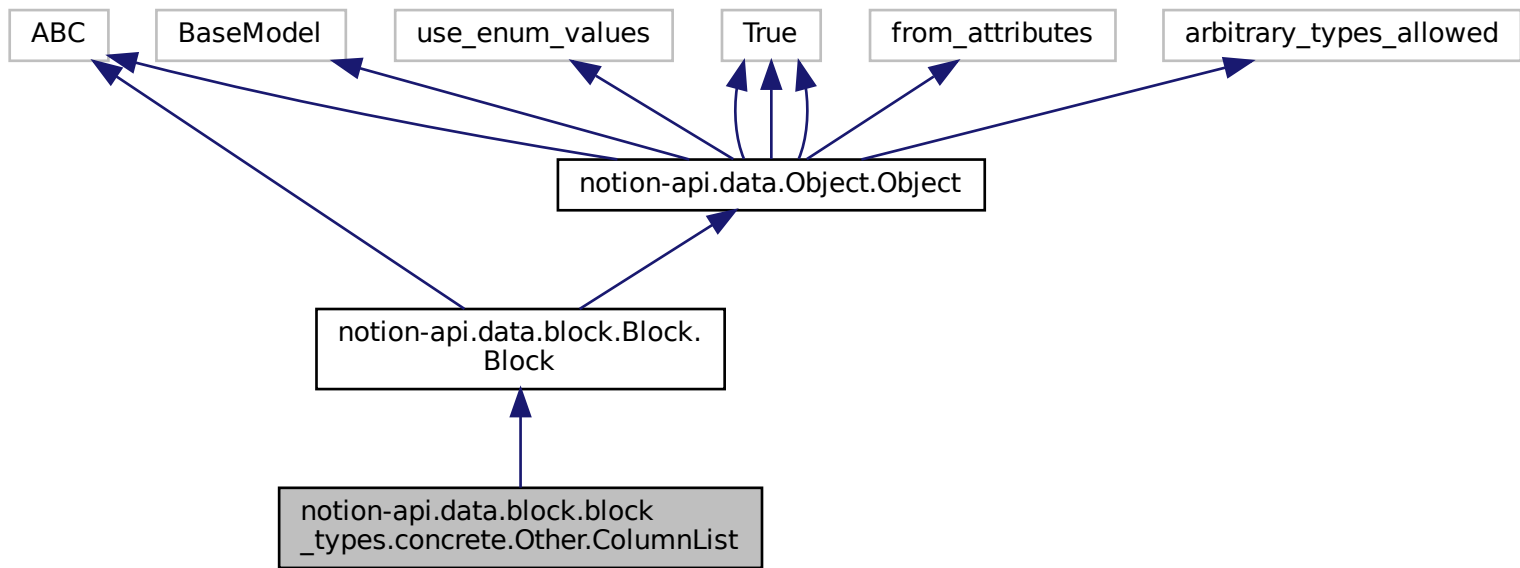 ABC
BaseModel
use_enum_values
True
from_attributes
arbitrary_types_allowed
notion-api.data.Object.Object
notion-api.data.block.Block.
Block
notion-api.data.block.block
_types.concrete.Other.ColumnList